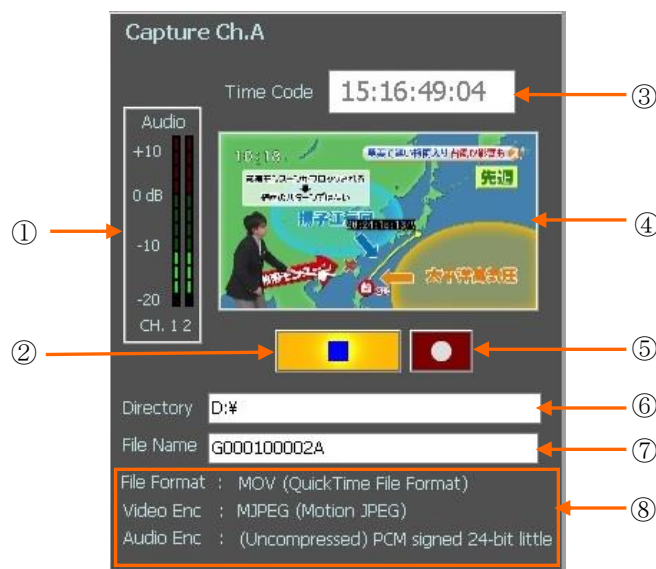 Capture Ch.A
Time Code 15:16:49:04 ③
Audio
+10
0 dB
-10
-20
CH. 1 2
①
先週
④
②
⑤
Directory D:¥ ⑥
File Name G000100002A ⑦
File Format : MOV (QuickTime File Format)
Video Enc : MJPEG (Motion JPEG) ⑧
Audio Enc : (Uncompressed) PCM signed 24-bit little